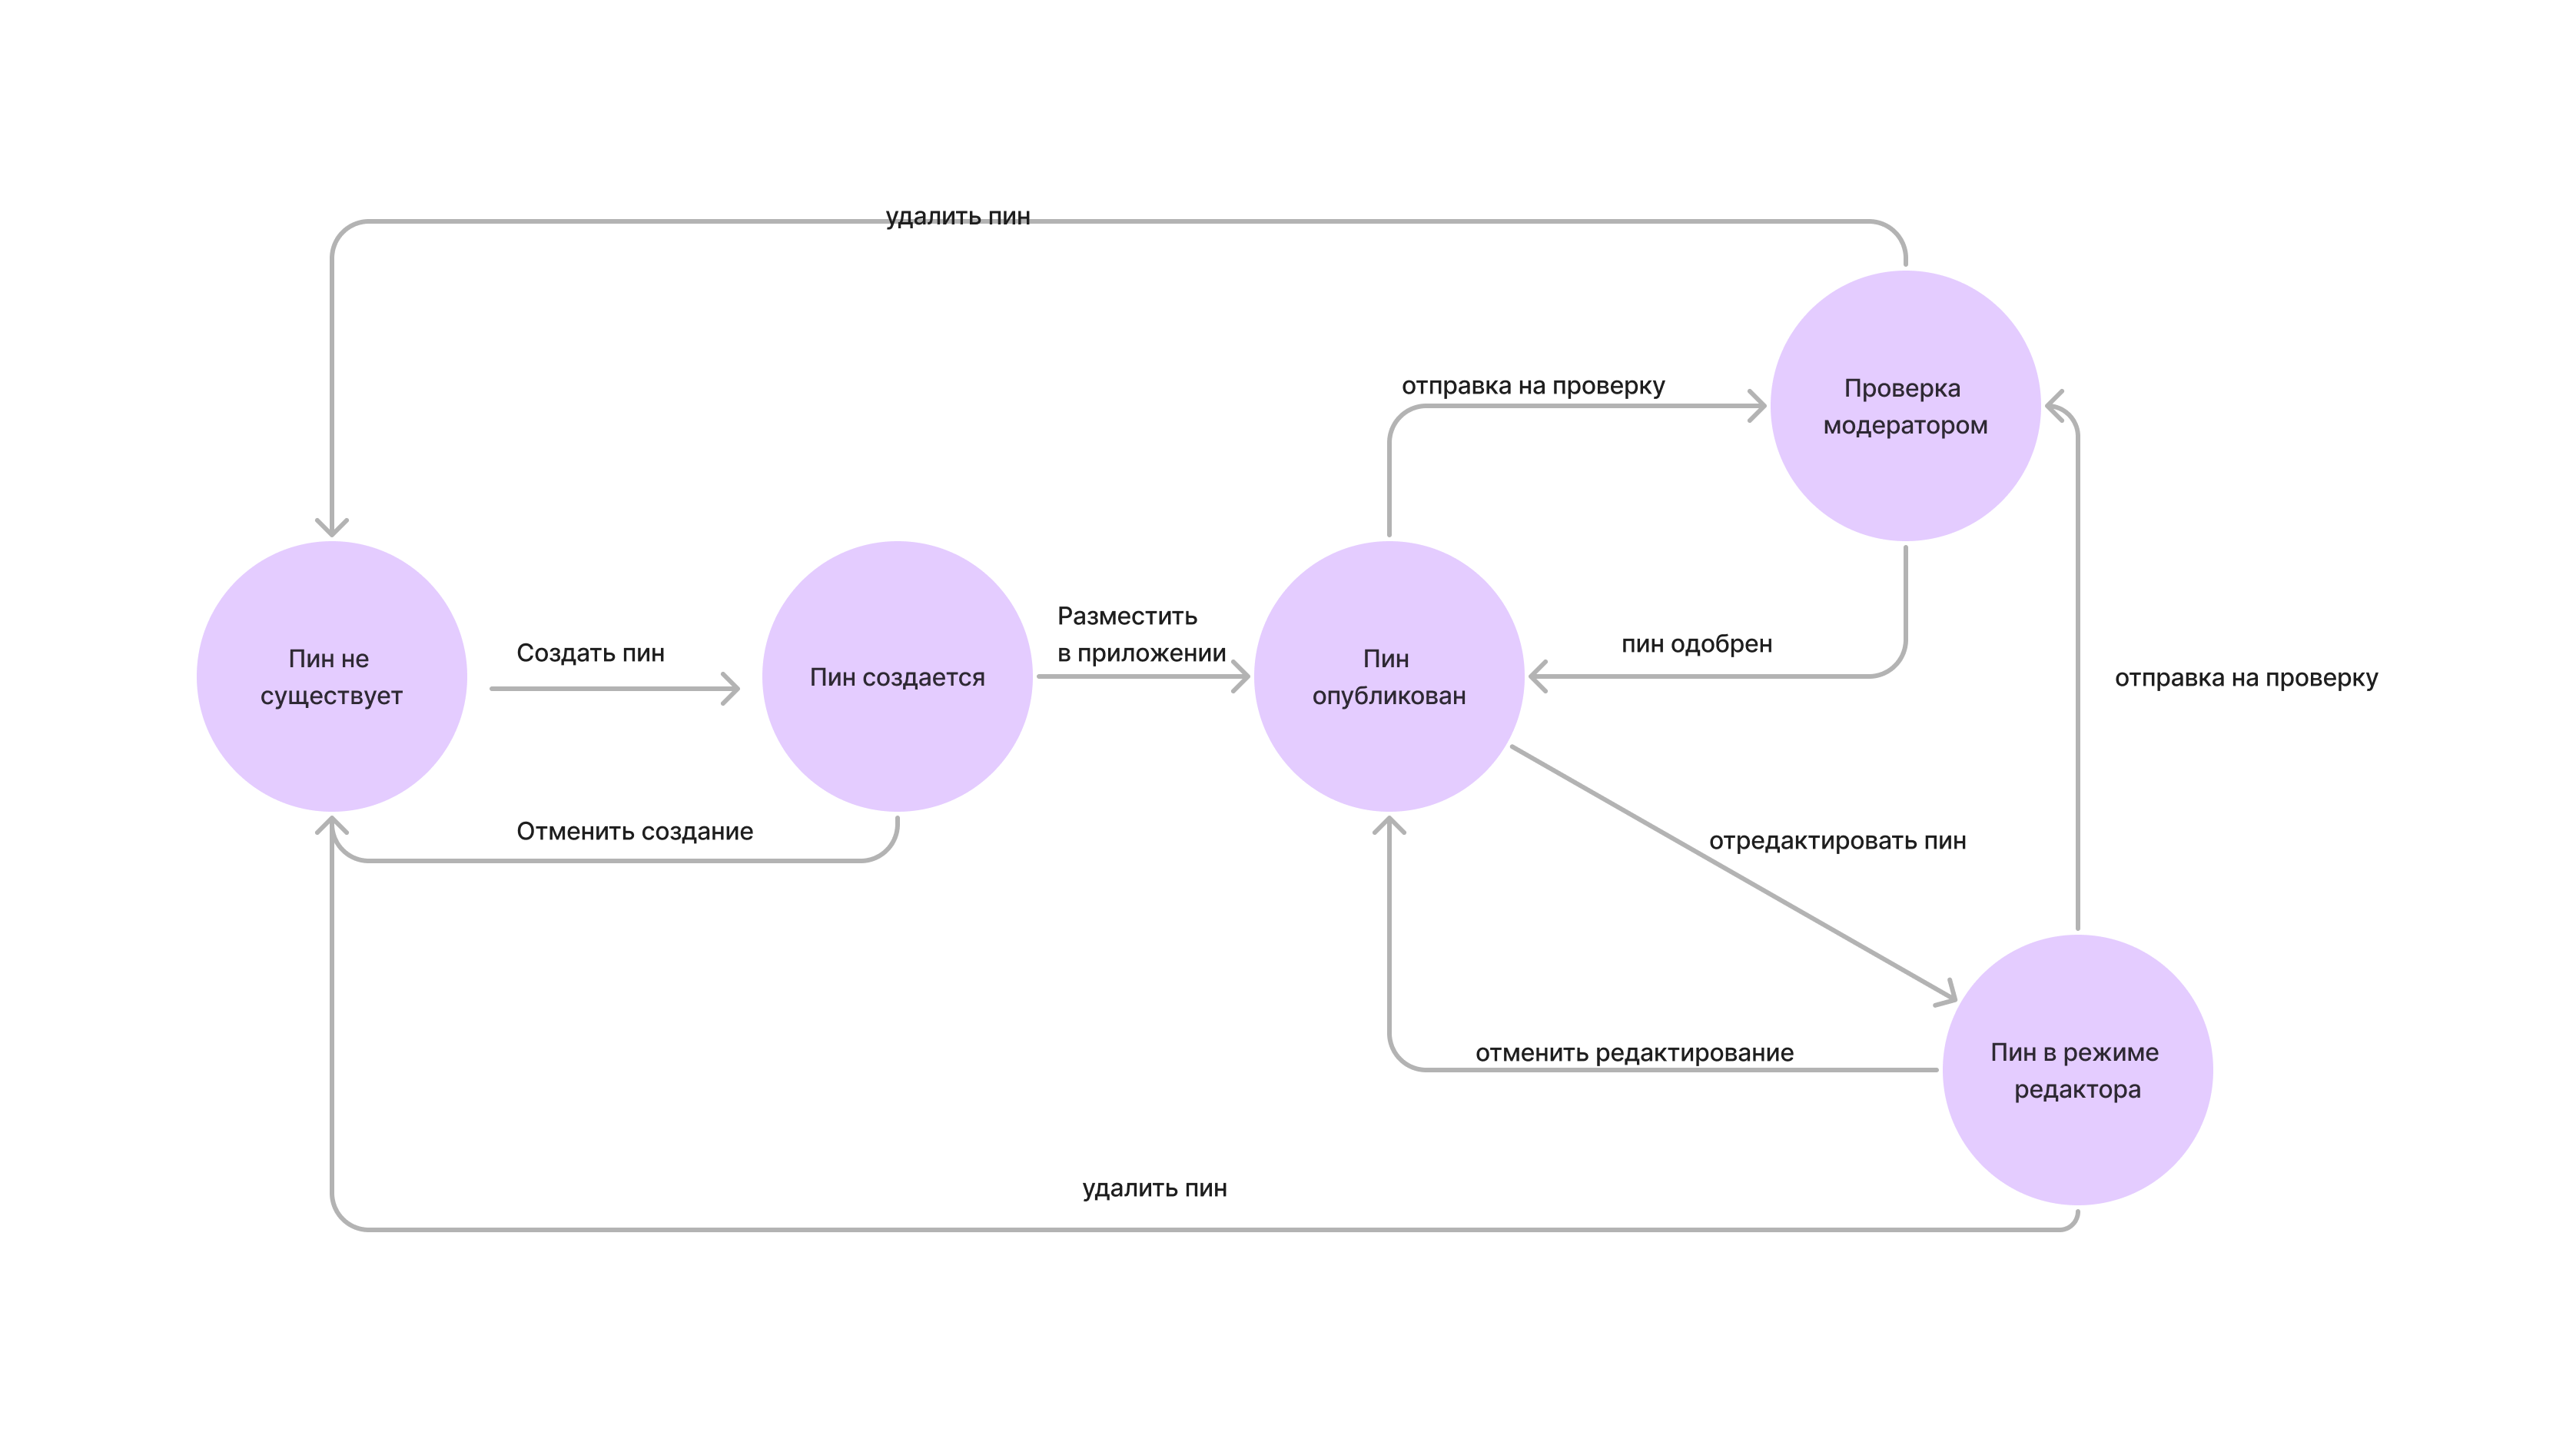 удалить пин
отправка на проверку
Проверка
модератором
Разместить
в приложении
Создать пин
пин одобрен
Пин не
существует
Пин создается
Пин
опубликован
отправка на проверку
Отменить создание
отредактировать пин
отменить редактирование
Пин в режиме
редактора
удалить пин